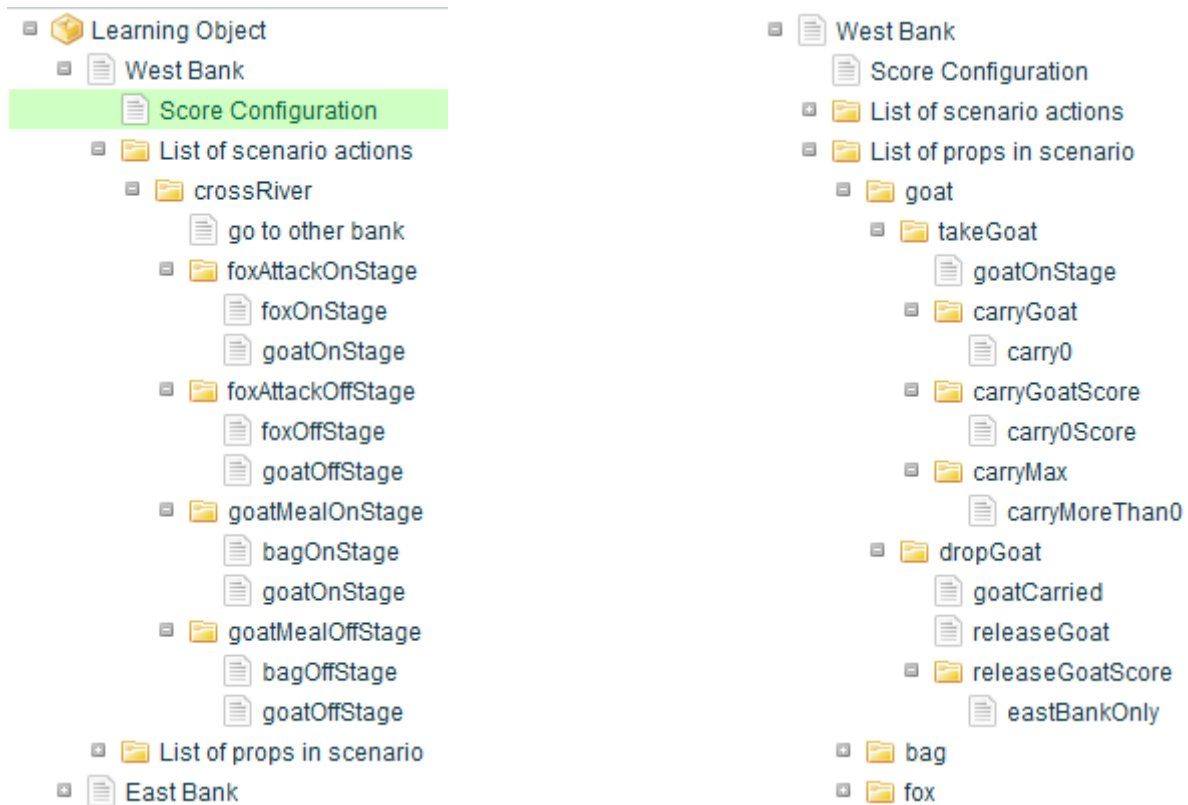 Learning Object
West Bank
Score Configuration
List of scenario actions
crossRiver
go to other bank
foxAttackOnStage
foxOnStage
goatOnStage
foxAttackOffStage
foxOffStage
goatOffStage
goatMealOnStage
bagOnStage
goatOnStage
goatMealOffStage
bagOffStage
goatOffStage
List of props in scenario
East Bank
West Bank
Score Configuration
List of scenario actions
List of props in scenario
goat
takeGoat
goatOnStage
carryGoat
carry0
carryGoatScore
carry0Score
carryMax
carryMoreThan0
dropGoat
goatCarried
releaseGoat
releaseGoatScore
eastBankOnly
bag
fox